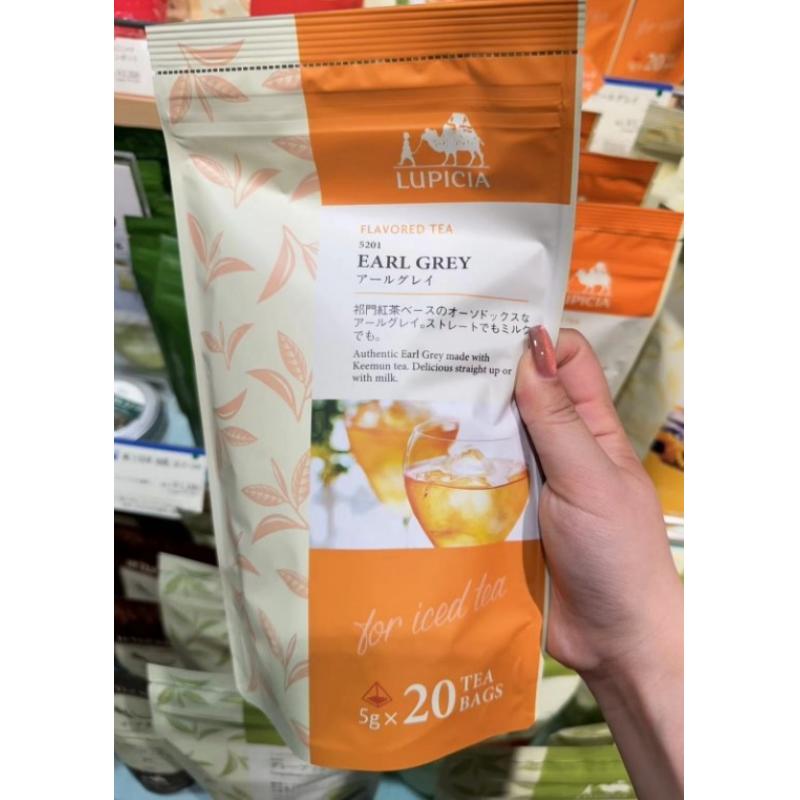 LUPICIA
FLAVORED TEA
5201
EARL GREY
アールグレイ
祁門紅茶ベースのオーソドックスな
アールグレイ。ストレートでもミルク
でも。
Authentic Earl Grey made with
Keemun tea. Delicious straight up or
with milk.
for iced tea
5g×20 TEA
BAGS